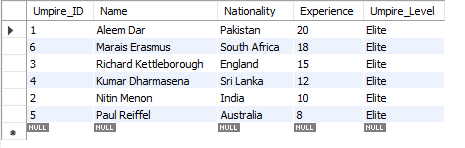 Umpire_ID Name Nationality Experience Umpire_Level
1 Aleem Dar Pakistan 20 Elite
6 Marais Erasmus South Africa 18 Elite
3 Richard Kettleborough England 15 Elite
4 Kumar Dharmasena Sri Lanka 12 Elite
2 Nitin Menon India 10 Elite
5 Paul Reiffel Australia 8 Elite
NULL NULL NULL NULL NULL